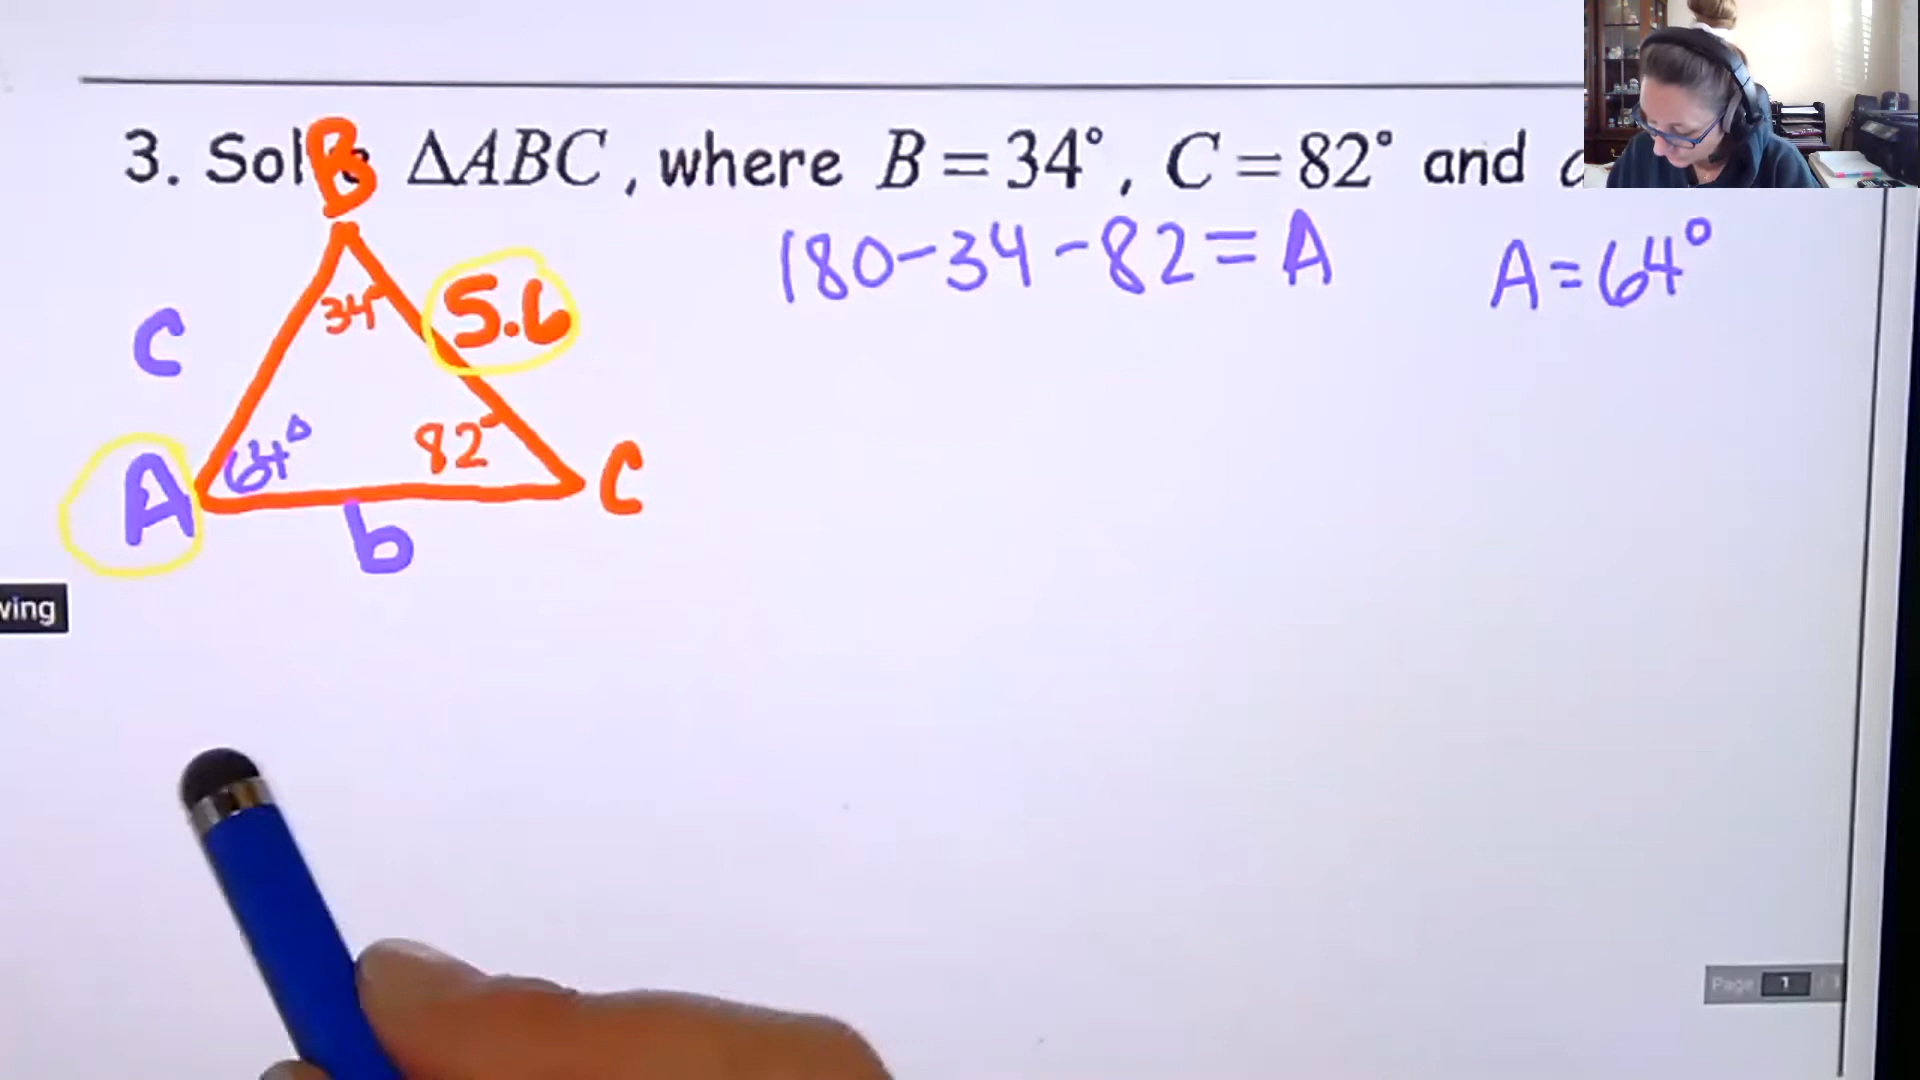 3. Sol ΔABC, where B = 34°, C = 82° and
B
180-34-82=A A=64°
34
5.6
c
64°
82
A
C
b
wing
Page 1 /